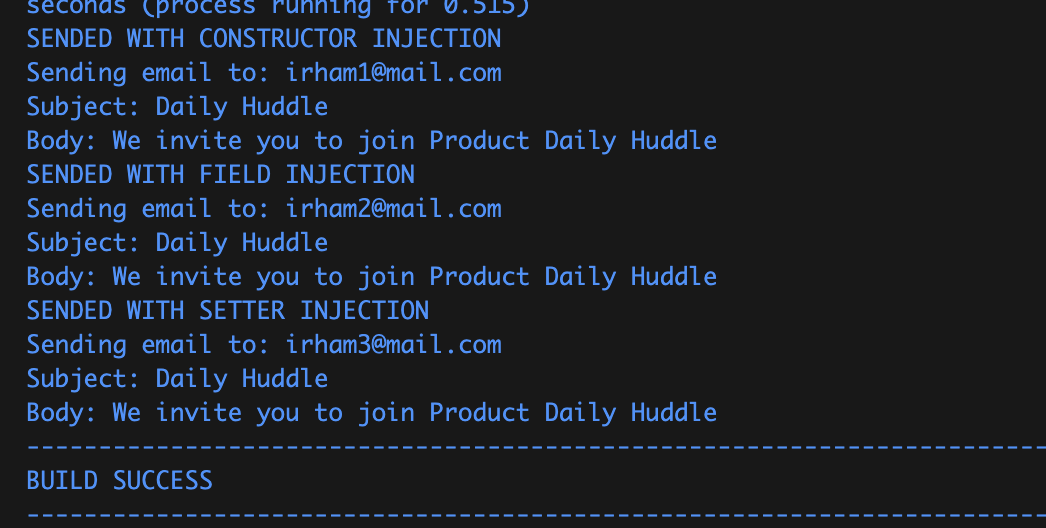 seconds (process running for 0.515)
SENDED WITH CONSTRUCTOR INJECTION
Sending email to: irham1@mail.com
Subject: Daily Huddle
Body: We invite you to join Product Daily Huddle
SENDED WITH FIELD INJECTION
Sending email to: irham2@mail.com
Subject: Daily Huddle
Body: We invite you to join Product Daily Huddle
SENDED WITH SETTER INJECTION
Sending email to: irham3@mail.com
Subject: Daily Huddle
Body: We invite you to join Product Daily Huddle
------------------------------------------------------------------------
BUILD SUCCESS
------------------------------------------------------------------------